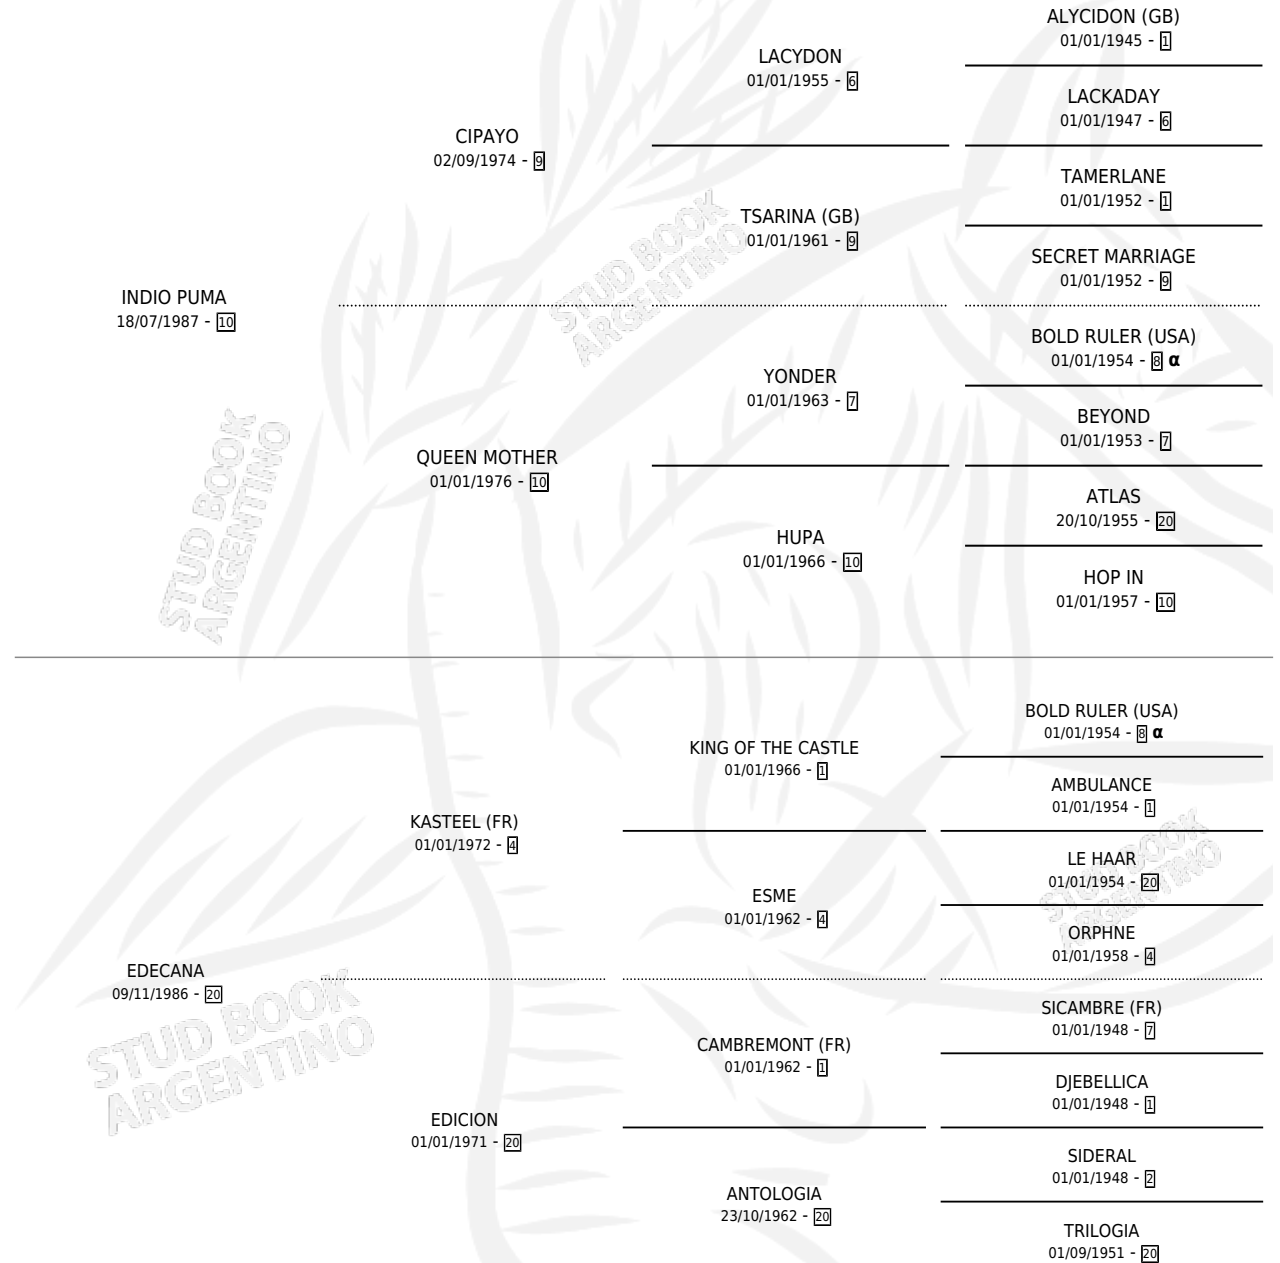 ALYCIDON (GB)
01/01/1945 - 1
LACYDON
01/01/1955 - 6
LACKADAY
01/01/1947 - 6
CIPAYO
02/09/1974 - 9
TAMERLANE
01/01/1952 - 1
TSARINA (GB)
01/01/1961 - 9
SECRET MARRIAGE
01/01/1952 - 9
INDIO PUMA
18/07/1987 - 10
BOLD RULER (USA)
01/01/1954 - 8 α
YONDER
01/01/1963 - 7
BEYOND
01/01/1953 - 7
QUEEN MOTHER
01/01/1976 - 10
ATLAS
20/10/1955 - 20
HUPA
01/01/1966 - 10
HOP IN
01/01/1957 - 10
STUD BOOK
ARGENTINO
STUD BOOK
ARGENTINO
BOLD RULER (USA)
01/01/1954 - 8 α
KING OF THE CASTLE
01/01/1966 - 1
AMBULANCE
01/01/1954 - 1
KASTEEL (FR)
01/01/1972 - 4
LE HAAR
01/01/1954 - 20
ESME
01/01/1962 - 4
ORPHNE
01/01/1958 - 4
EDECANA
09/11/1986 - 20
SICAMBRE (FR)
01/01/1948 - 7
CAMBREMONT (FR)
01/01/1962 - 1
DJEBELLICA
01/01/1948 - 1
EDICION
01/01/1971 - 20
SIDERAL
01/01/1948 - 2
ANTOLOGIA
23/10/1962 - 20
TRILOGIA
01/09/1951 - 20
STUD BOOK
ARGENTINO
STUD BOOK
ARGENTINO